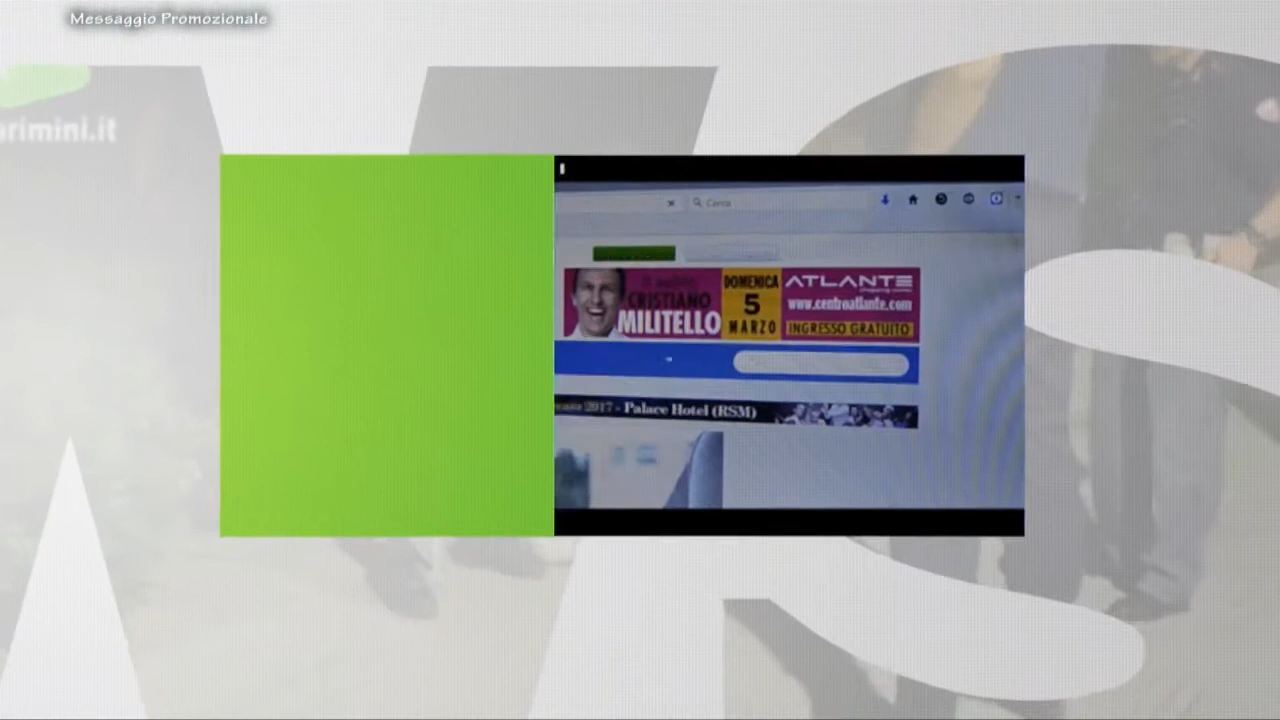 Messaggio Promozionale
rimini.it
Cerca
CRISTIANO
MILITELLO
DOMENICA
5
MARZO
ATLANTE
www.centroatlante.com
INGRESSO GRATUITO
2017 - Palace Hotel (RSM)